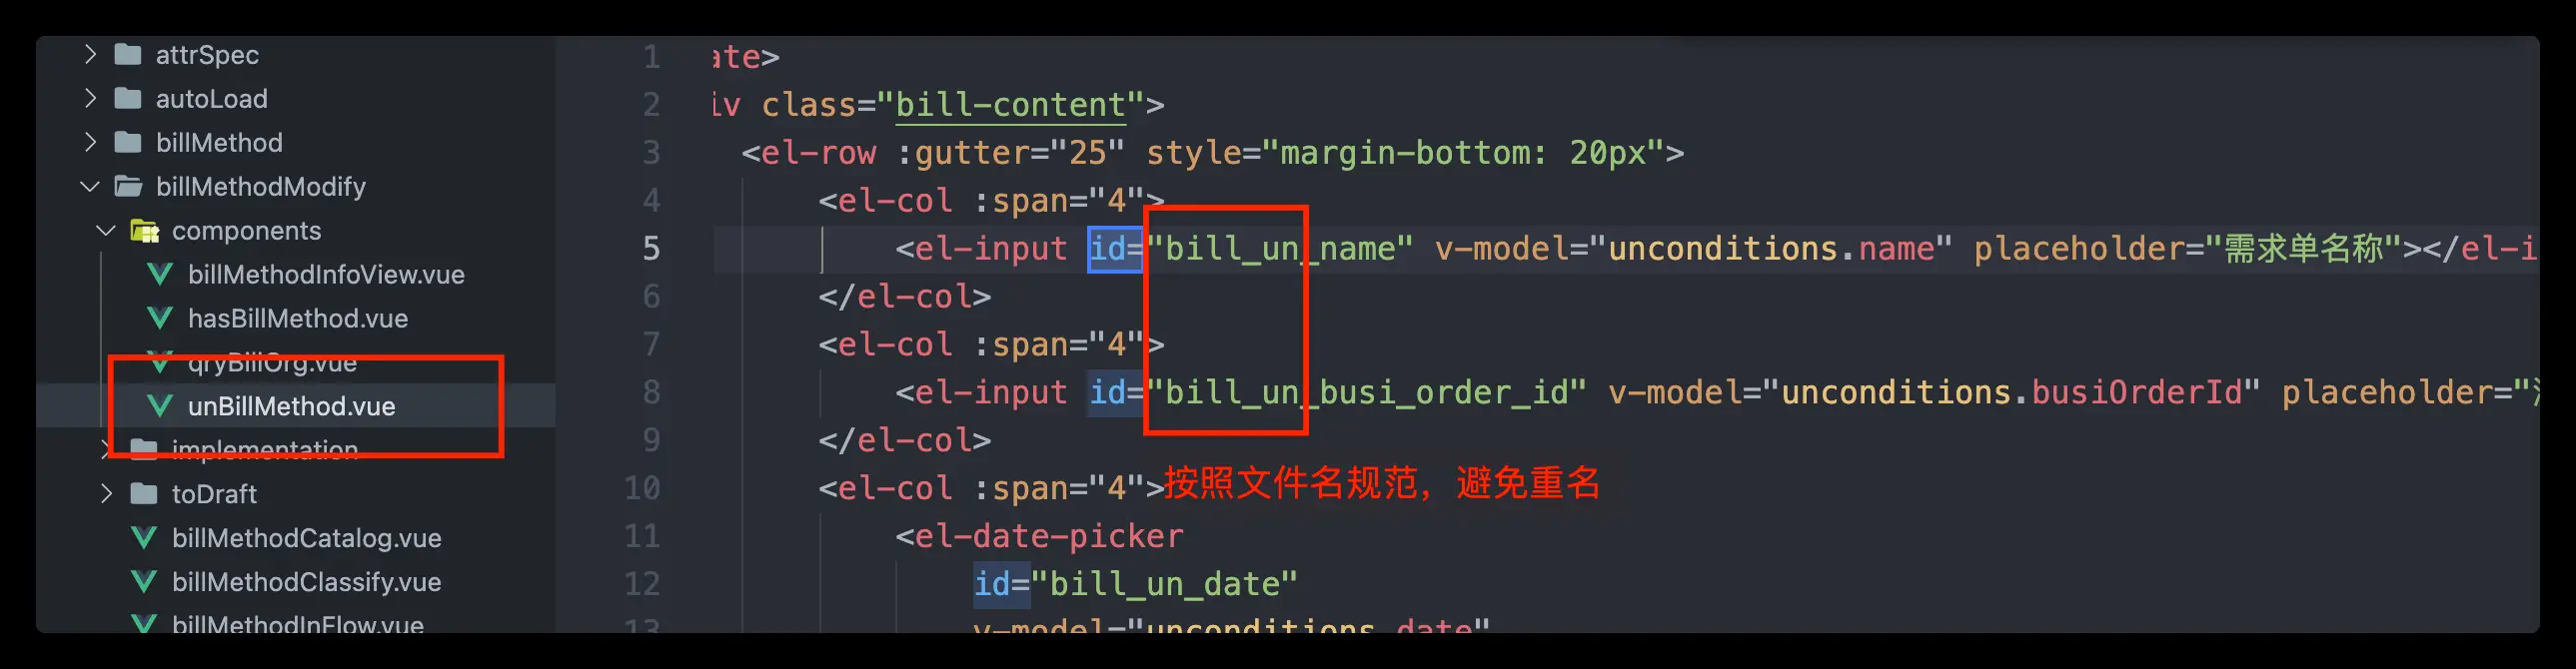 attrSpec
autoLoad
billMethod
billMethodModify
components
billMethodInfoView.vue
hasBillMethod.vue
qryBillOrg.vue
unBillMethod.vue
implementation
toDraft
billMethodCatalog.vue
billMethodClassify.vue
billMethodInFlow.vue
1 ate>
2 iv class="bill-content">
3 <el-row :gutter="25" style="margin-bottom: 20px">
4 <el-col :span="4">
5 <el-input id="bill_un_name" v-model="unconditions.name" placeholder="需求单名称"></el-i
6 </el-col>
7 <el-col :span="4">
8 <el-input id="bill_un_busi_order_id" v-model="unconditions.busiOrderId" placeholder="
9 </el-col>
10 <el-col :span="4">
按照文件名规范，避免重名
11 <el-date-picker
12 id="bill_un_date"
13 v-model="unconditions.date"